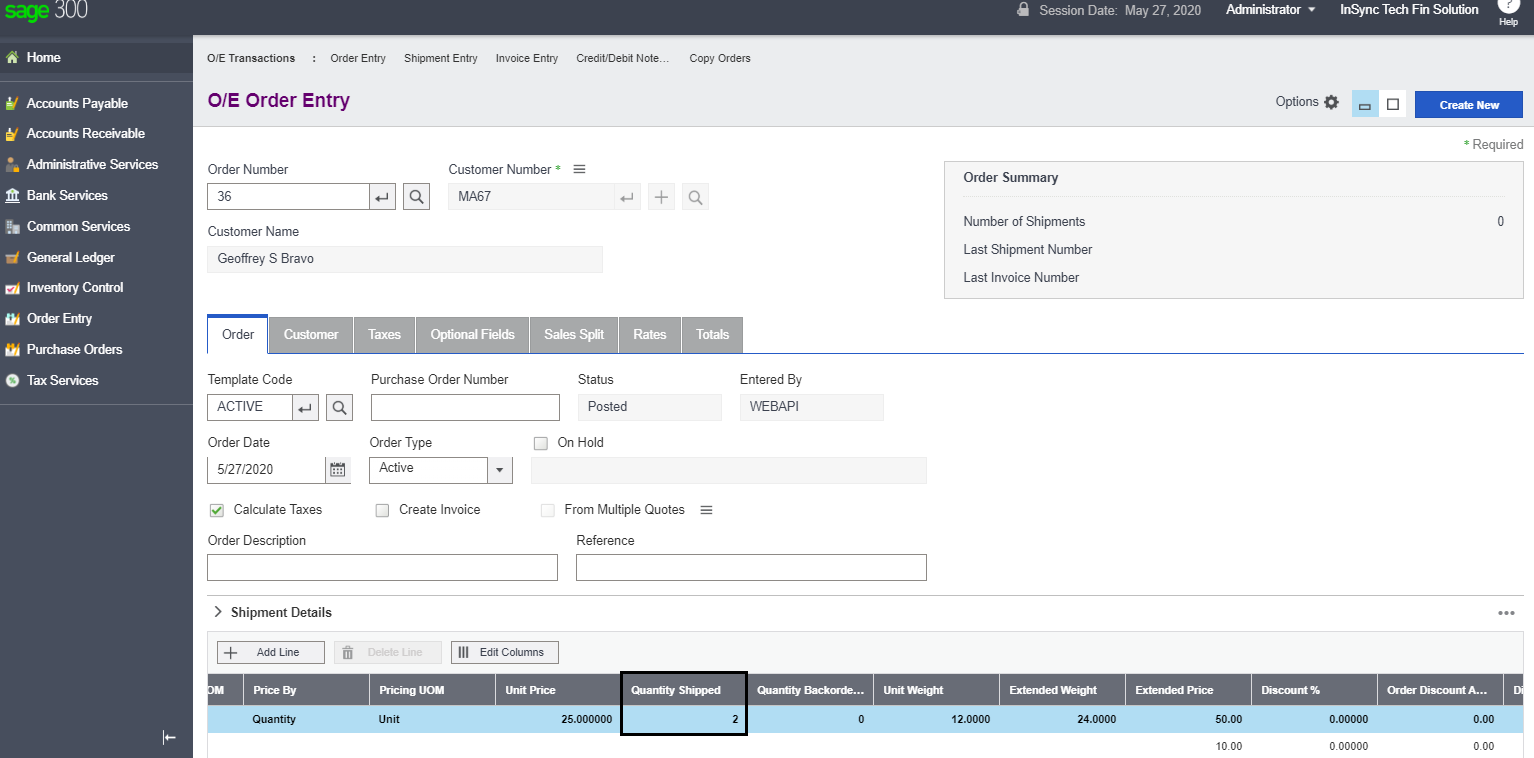 sage 300
Session Date: May 27, 2020 Administrator InSync Tech Fin Solution ? Help
Home
Accounts Payable
Accounts Receivable
Administrative Services
Bank Services
Common Services
General Ledger
Inventory Control
Order Entry
Purchase Orders
Tax Services
O/E Transactions : Order Entry Shipment Entry Invoice Entry Credit/Debit Note... Copy Orders
O/E Order Entry
Options Create New
* Required
Order Number Customer Number *
36 MA67
Customer Name
Geoffrey S Bravo
Order Summary
Number of Shipments 0
Last Shipment Number
Last Invoice Number
Order Customer Taxes Optional Fields Sales Split Rates Totals
Template Code Purchase Order Number Status Entered By
ACTIVE Posted WEBAPI
Order Date Order Type On Hold
5/27/2020 Active
Calculate Taxes Create Invoice From Multiple Quotes
Order Description Reference
Shipment Details
Add Line Delete Line Edit Columns
OM Price By Pricing UOM Unit Price Quantity Shipped Quantity Backorde... Unit Weight Extended Weight Extended Price Discount % Order Discount A... Di
Quantity Unit 25.000000 2 0 12.0000 24.0000 50.00 0.00000 0.00
10.00 0.00000 0.00